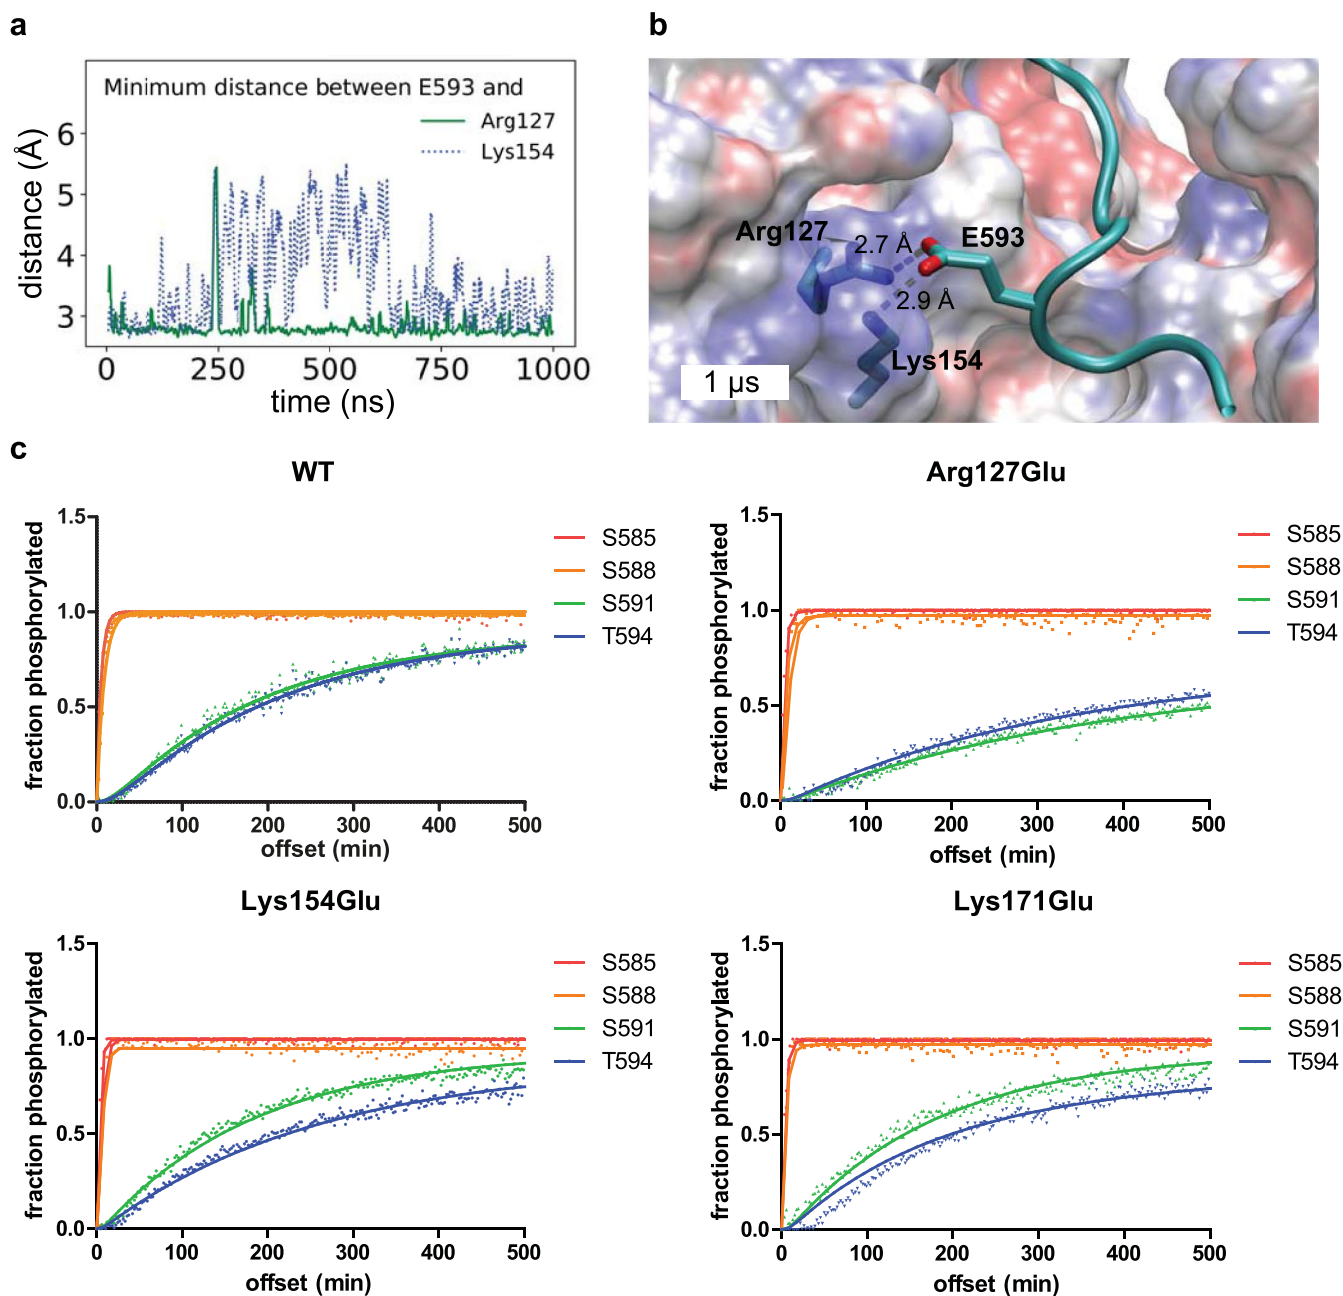 a
Minimum distance between E593 and
Arg127
Lys154
distance (Å)
6
5
4
3
0 250 500 750 1000
time (ns)
b
Arg127
2.7 Å
E593
2.9 Å
Lys154
1 µs
c
WT
fraction phosphorylated
1.5
1.0
0.5
0.0
0 100 200 300 400 500
offset (min)
S585
S588
S591
T594
Arg127Glu
fraction phosphorylated
1.5
1.0
0.5
0.0
0 100 200 300 400 500
offset (min)
S585
S588
S591
T594
Lys154Glu
fraction phosphorylated
1.5
1.0
0.5
0.0
0 100 200 300 400 500
offset (min)
S585
S588
S591
T594
Lys171Glu
fraction phosphorylated
1.5
1.0
0.5
0.0
0 100 200 300 400 500
offset (min)
S585
S588
S591
T594